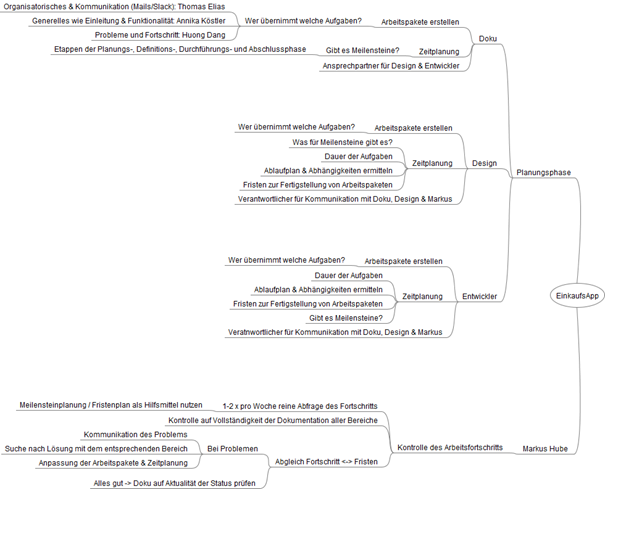 Organisatorisches & Kommunikation (Mails/Slack): Thomas Elias
Generelles wie Einleitung & Funktionalität: Annika Köstler
Probleme und Fortschritt: Huong Dang
Wer übernimmt welche Aufgaben?
Arbeitspakete erstellen
Etappen der Planungs-, Definitions-, Durchführungs- und Abschlussphase
Gibt es Meilensteine?
Zeitplanung
Ansprechpartner für Design & Entwickler
Doku
Wer übernimmt welche Aufgaben?
Arbeitspakete erstellen
Was für Meilensteine gibt es?
Dauer der Aufgaben
Ablaufplan & Abhängigkeiten ermitteln
Fristen zur Fertigstellung von Arbeitspaketen
Zeitplanung
Verantwortlicher für Kommunikation mit Doku, Design & Markus
Design
Planungsphase
Wer übernimmt welche Aufgaben?
Arbeitspakete erstellen
Dauer der Aufgaben
Ablaufplan & Abhängigkeiten ermitteln
Fristen zur Fertigstellung von Arbeitspaketen
Gibt es Meilensteine?
Zeitplanung
Veratnwortlicher für Kommunikation mit Doku, Design & Markus
Entwickler
EinkaufsApp
Meilensteinplanung / Fristenplan als Hilfsmittel nutzen
1-2 x pro Woche reine Abfrage des Fortschritts
Kontrolle auf Vollständigkeit der Dokumentation aller Bereiche
Kommunikation des Problems
Suche nach Lösung mit dem entsprechenden Bereich
Anpassung der Arbeitspakete & Zeitplanung
Bei Problemen
Alles gut -> Doku auf Aktualität der Status prüfen
Abgleich Fortschritt <-> Fristen
Kontrolle des Arbeitsfortschritts
Markus Hube